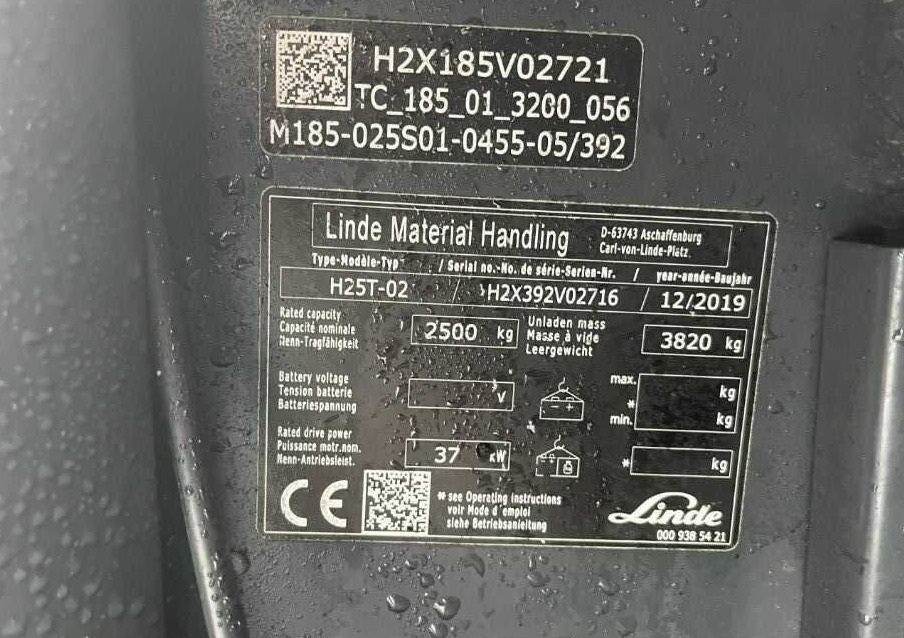 H2X185V02721
TC_185_01_3200_056
M185-025S01-0455-05/392
Linde Material Handling
D-63743 Aschaffenburg
Carl-von-Linde-Platz
Type-Modèle-Typ / Serial no.-No. de série-Serien-Nr. / year-année-Baujahr
H25T-02 / H2X392V02716 / 12/2019
Rated capacity
Capacité nominale
Nenn-Tragfähigkeit
2500 kg
Unladen mass
Masse à vide
Leergewicht
3820 kg
Battery voltage
Tension batterie
Batteriespannung
V
max. kg
*
min. kg
Rated drive power
Puissance motr.nom.
Nenn-Antriebsleist.
37 kW
* kg
CE
* see Operating instructions
voir Mode d'emploi
siehe Betriebsanleitung
Linde
000 938 54 21